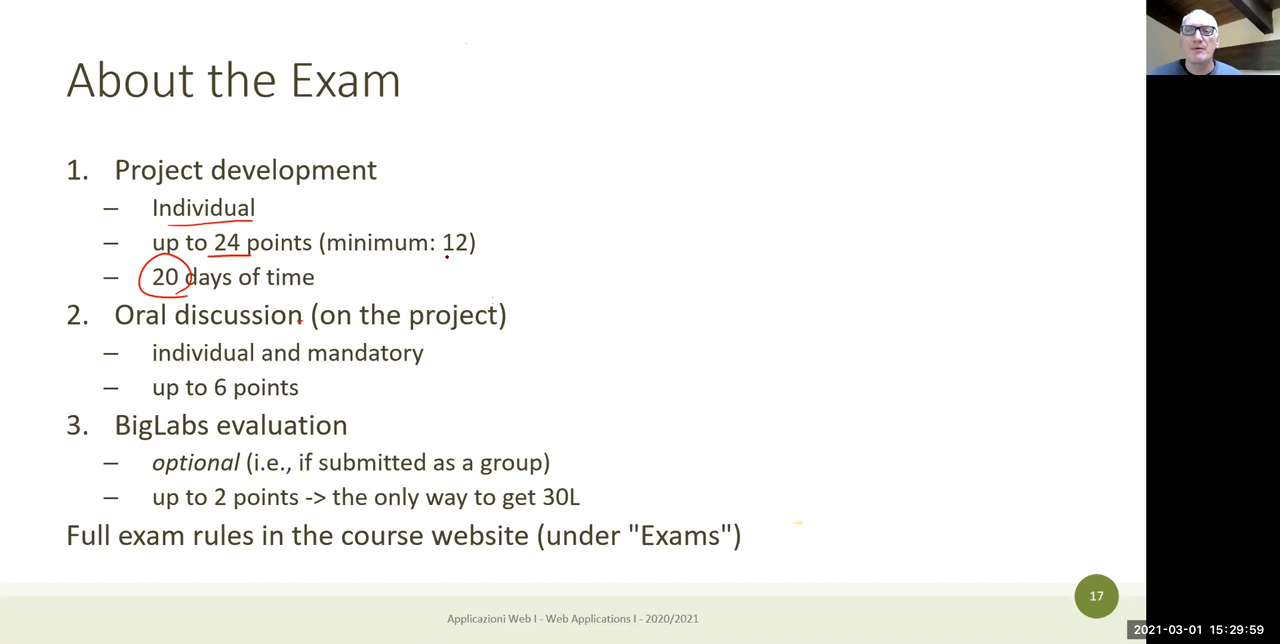 About the Exam
1. Project development
– Individual
– up to 24 points (minimum: 12)
– 20 days of time
2. Oral discussion (on the project)
– individual and mandatory
– up to 6 points
3. BigLabs evaluation
– optional (i.e., if submitted as a group)
– up to 2 points -> the only way to get 30L
Full exam rules in the course website (under "Exams")
17
Applicazioni Web I - Web Applications I - 2020/2021
2021-03-01 15:29:59